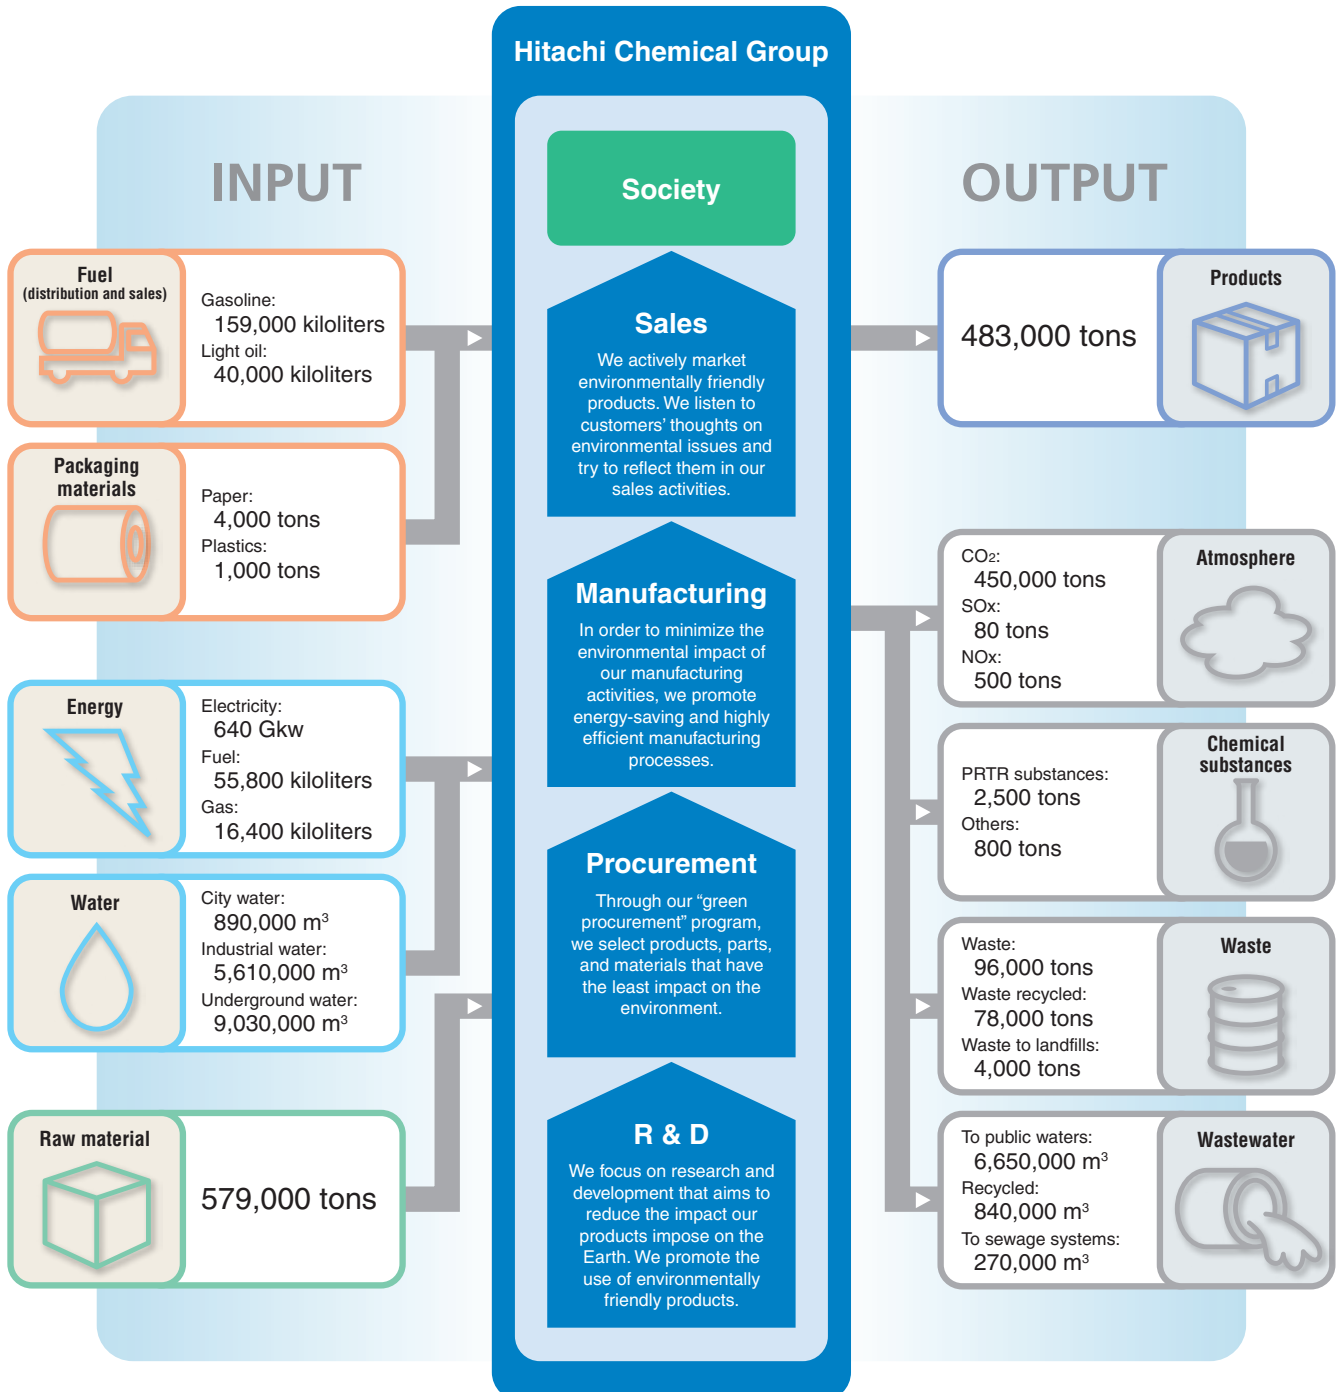 Hitachi Chemical Group
INPUT
Fuel
(distribution and sales)
Gasoline:
159,000 kiloliters
Light oil:
40,000 kiloliters
Packaging
materials
Paper:
4,000 tons
Plastics:
1,000 tons
Energy
Electricity:
640 Gkw
Fuel:
55,800 kiloliters
Gas:
16,400 kiloliters
Water
City water:
890,000 m³
Industrial water:
5,610,000 m³
Underground water:
9,030,000 m³
Raw material
579,000 tons
Society
Sales
We actively market
environmentally friendly
products. We listen to
customers’ thoughts on
environmental issues and
try to reflect them in our
sales activities.
Manufacturing
In order to minimize the
environmental impact of
our manufacturing
activities, we promote
energy-saving and highly
efficient manufacturing
processes.
Procurement
Through our “green
procurement” program,
we select products, parts,
and materials that have
the least impact on the
environment.
R & D
We focus on research and
development that aims to
reduce the impact our
products impose on the
Earth. We promote the
use of environmentally
friendly products.
OUTPUT
Products
483,000 tons
Atmosphere
CO₂:
450,000 tons
SOx:
80 tons
NOx:
500 tons
Chemical
substances
PRTR substances:
2,500 tons
Others:
800 tons
Waste
Waste:
96,000 tons
Waste recycled:
78,000 tons
Waste to landfills:
4,000 tons
Wastewater
To public waters:
6,650,000 m³
Recycled:
840,000 m³
To sewage systems:
270,000 m³